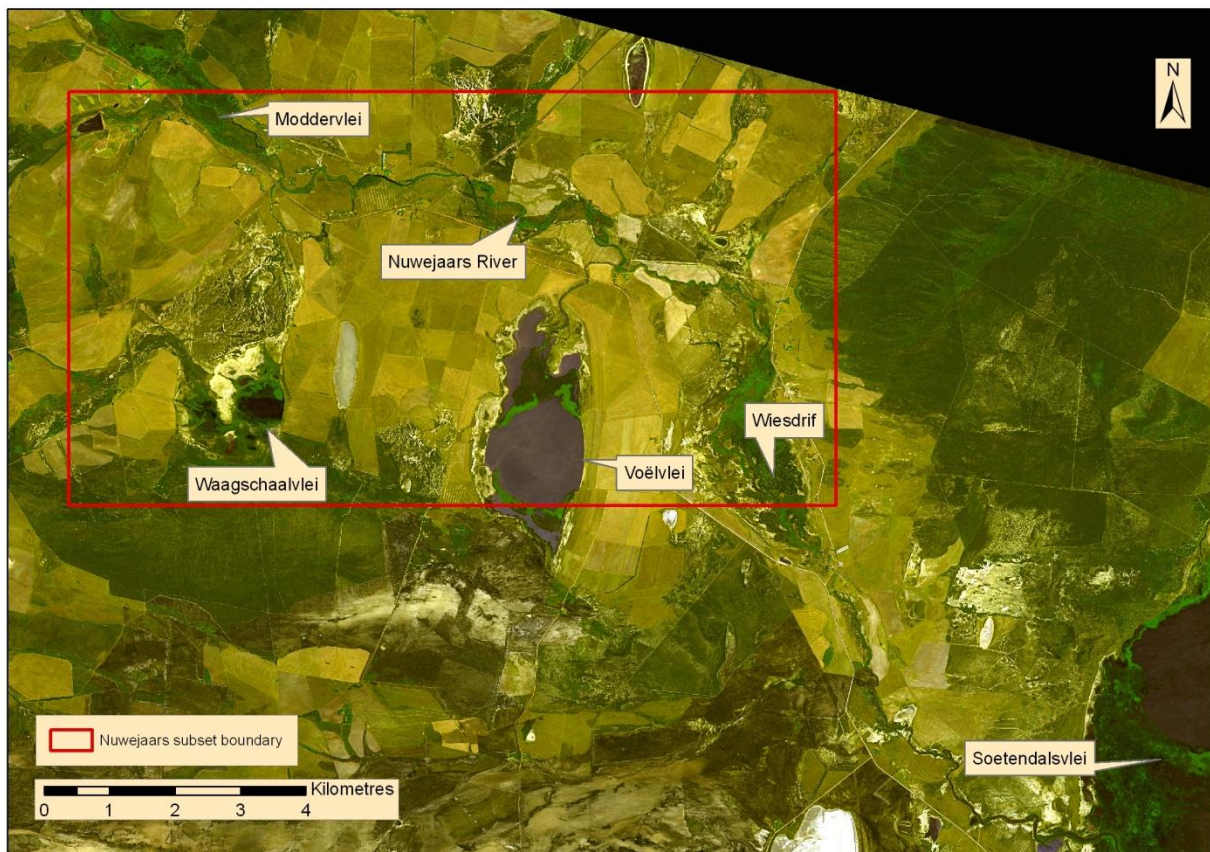 N
Moddervlei
Nuwejaars River
Wiesdrif
Voëlvlei
Waagschaalvlei
Nuwejaars subset boundary
Kilometres
0 1 2 3 4
Soetendalsvlei